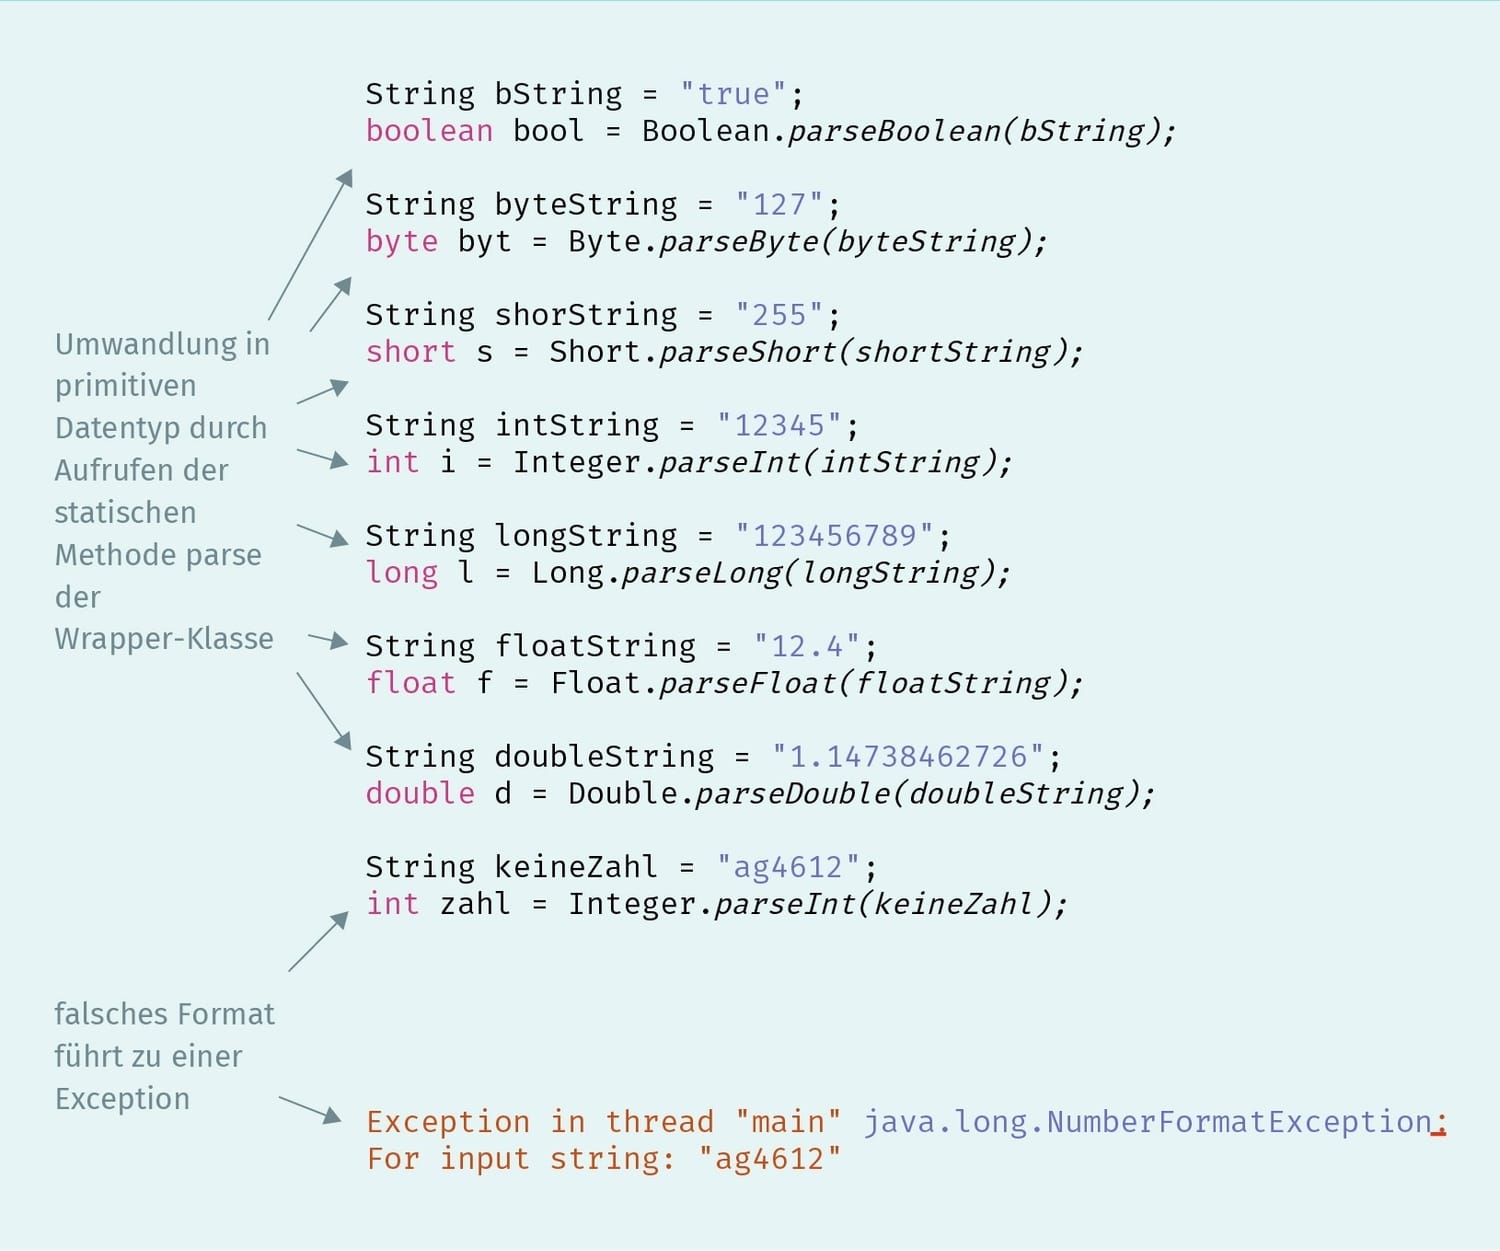 String bString = "true";
boolean bool = Boolean.parseBoolean(bString);
String byteString = "127";
byte byt = Byte.parseByte(byteString);
String shorString = "255";
short s = Short.parseShort(shortString);
String intString = "12345";
int i = Integer.parseInt(intString);
String longString = "123456789";
long l = Long.parseLong(longString);
String floatString = "12.4";
float f = Float.parseFloat(floatString);
String doubleString = "1.14738462726";
double d = Double.parseDouble(doubleString);
String keineZahl = "ag4612";
int zahl = Integer.parseInt(keineZahl);
Umwandlung in
primitiven
Datentyp durch
Aufrufen der
statischen
Methode parse
der
Wrapper-Klasse
falsches Format
führt zu einer
Exception
Exception in thread "main" java.long.NumberFormatException:
For input string: "ag4612"